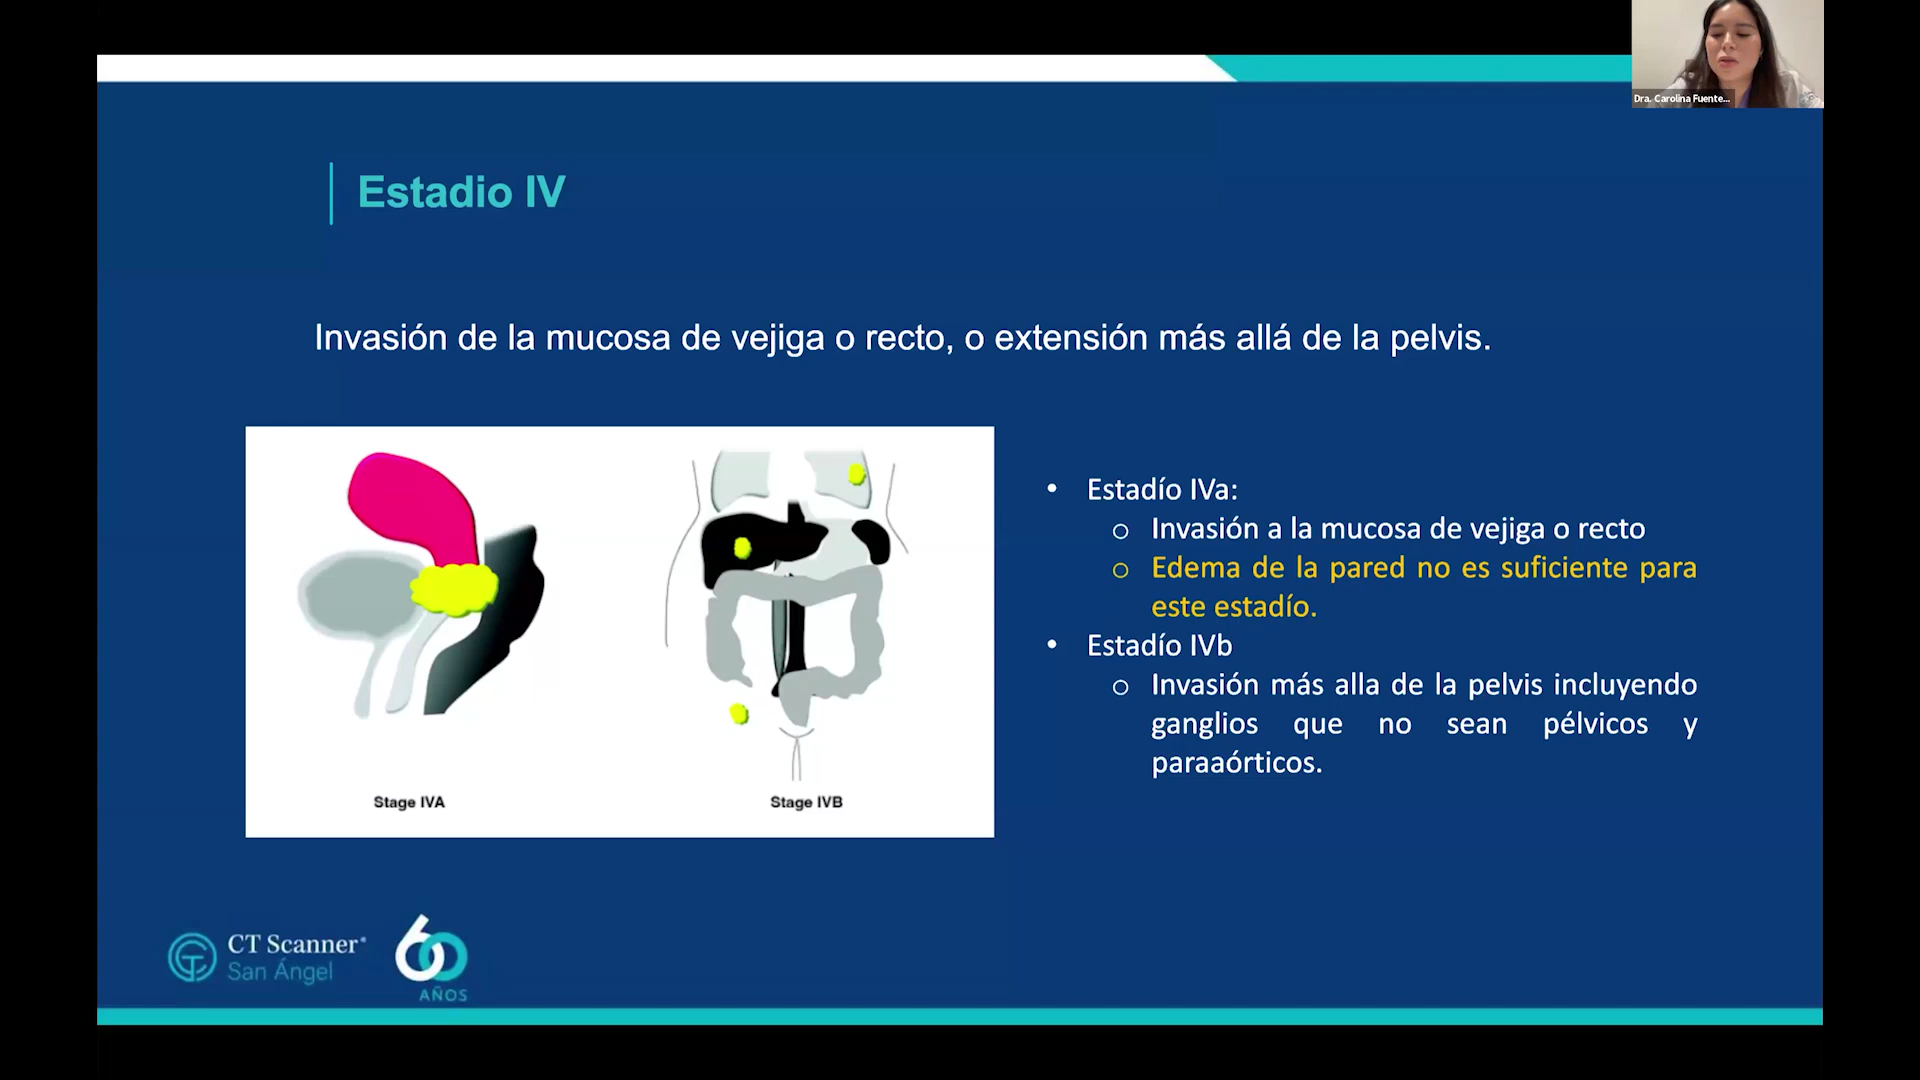 Dra. Carolina Fuente...
Estadio IV
Invasión de la mucosa de vejiga o recto, o extensión más allá de la pelvis.
Stage IVA
Stage IVB
• Estadío IVa:
o Invasión a la mucosa de vejiga o recto
o Edema de la pared no es suficiente para
este estadío.
• Estadío IVb
o Invasión más alla de la pelvis incluyendo
ganglios que no sean pélvicos y
paraaórticos.
CT Scanner®
San Ángel
60
AÑOS